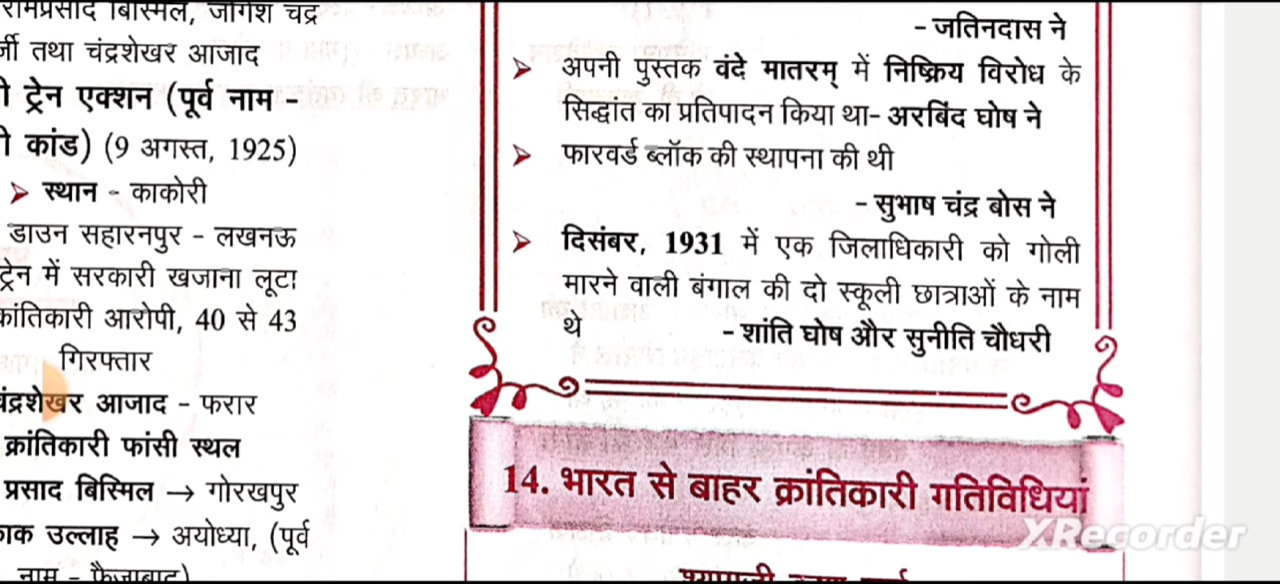 रामप्रसाद बिस्मिल, जोगेश चंद्र
र्जी तथा चंद्रशेखर आजाद
ट्रेन एक्शन (पूर्व नाम -
कांड) (9 अगस्त, 1925)
➤ स्थान - काकोरी
डाउन सहारनपुर - लखनऊ
ट्रेन में सरकारी खजाना लूटा
क्रांतिकारी आरोपी, 40 से 43
गिरफ्तार
चंद्रशेखर आजाद - फरार
क्रांतिकारी फांसी स्थल
प्रसाद बिस्मिल → गोरखपुर
उल्लाह → अयोध्या, (पूर्व
नाम - फैजाबाद)
- जतिनदास ने
➤ अपनी पुस्तक वंदे मातरम् में निष्क्रिय विरोध के
सिद्धांत का प्रतिपादन किया था- अरबिंद घोष ने
➤ फारवर्ड ब्लॉक की स्थापना की थी
- सुभाष चंद्र बोस ने
➤ दिसंबर, 1931 में एक जिलाधिकारी को गोली
मारने वाली बंगाल की दो स्कूली छात्राओं के नाम
थे - शांति घोष और सुनीति चौधरी
14. भारत से बाहर क्रांतिकारी गतिविधियां
XRecorder